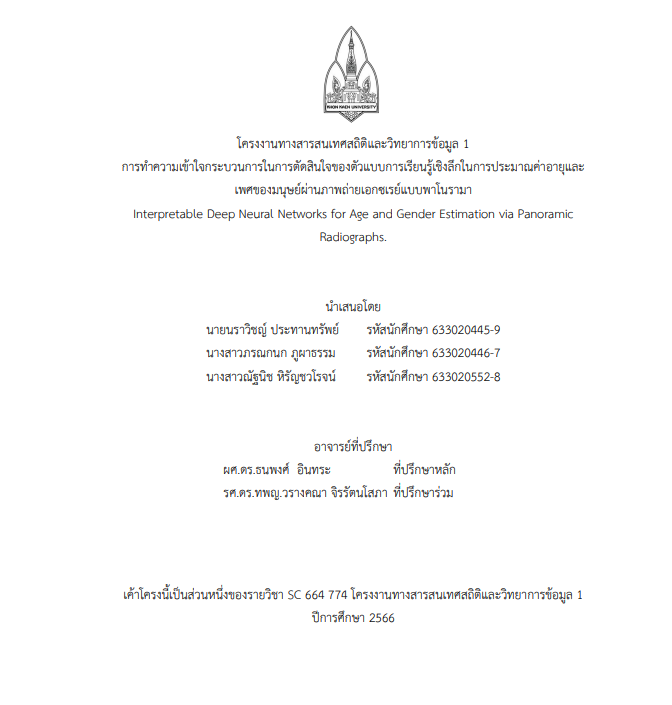 KHON KAEN UNIVERSITY
โครงงานทางสารสนเทศสถิติและวิทยาการข้อมูล 1
การทำความเข้าใจกระบวนการในการตัดสินใจของตัวแบบการเรียนรู้เชิงลึกในการประมาณค่าอายุและ
เพศของมนุษย์ผ่านภาพถ่ายเอกซเรย์แบบพาโนรามา
Interpretable Deep Neural Networks for Age and Gender Estimation via Panoramic
Radiographs.
นำเสนอโดย
นายนราวิชญ์ ประทานทรัพย์ รหัสนักศึกษา 633020445-9
นางสาวภรณกนก ภูผาธรรม รหัสนักศึกษา 633020446-7
นางสาวณัฐนิช หิรัญชวโรจน์ รหัสนักศึกษา 633020552-8
อาจารย์ที่ปรึกษา
ผศ.ดร.ธนพงศ์ อินทระ ที่ปรึกษาหลัก
รศ.ดร.ทพญ.วรางคณา จิรรัตนโสภา ที่ปรึกษาร่วม
เค้าโครงนี้เป็นส่วนหนึ่งของรายวิชา SC 664 774 โครงงานทางสารสนเทศสถิติและวิทยาการข้อมูล 1
ปีการศึกษา 2566